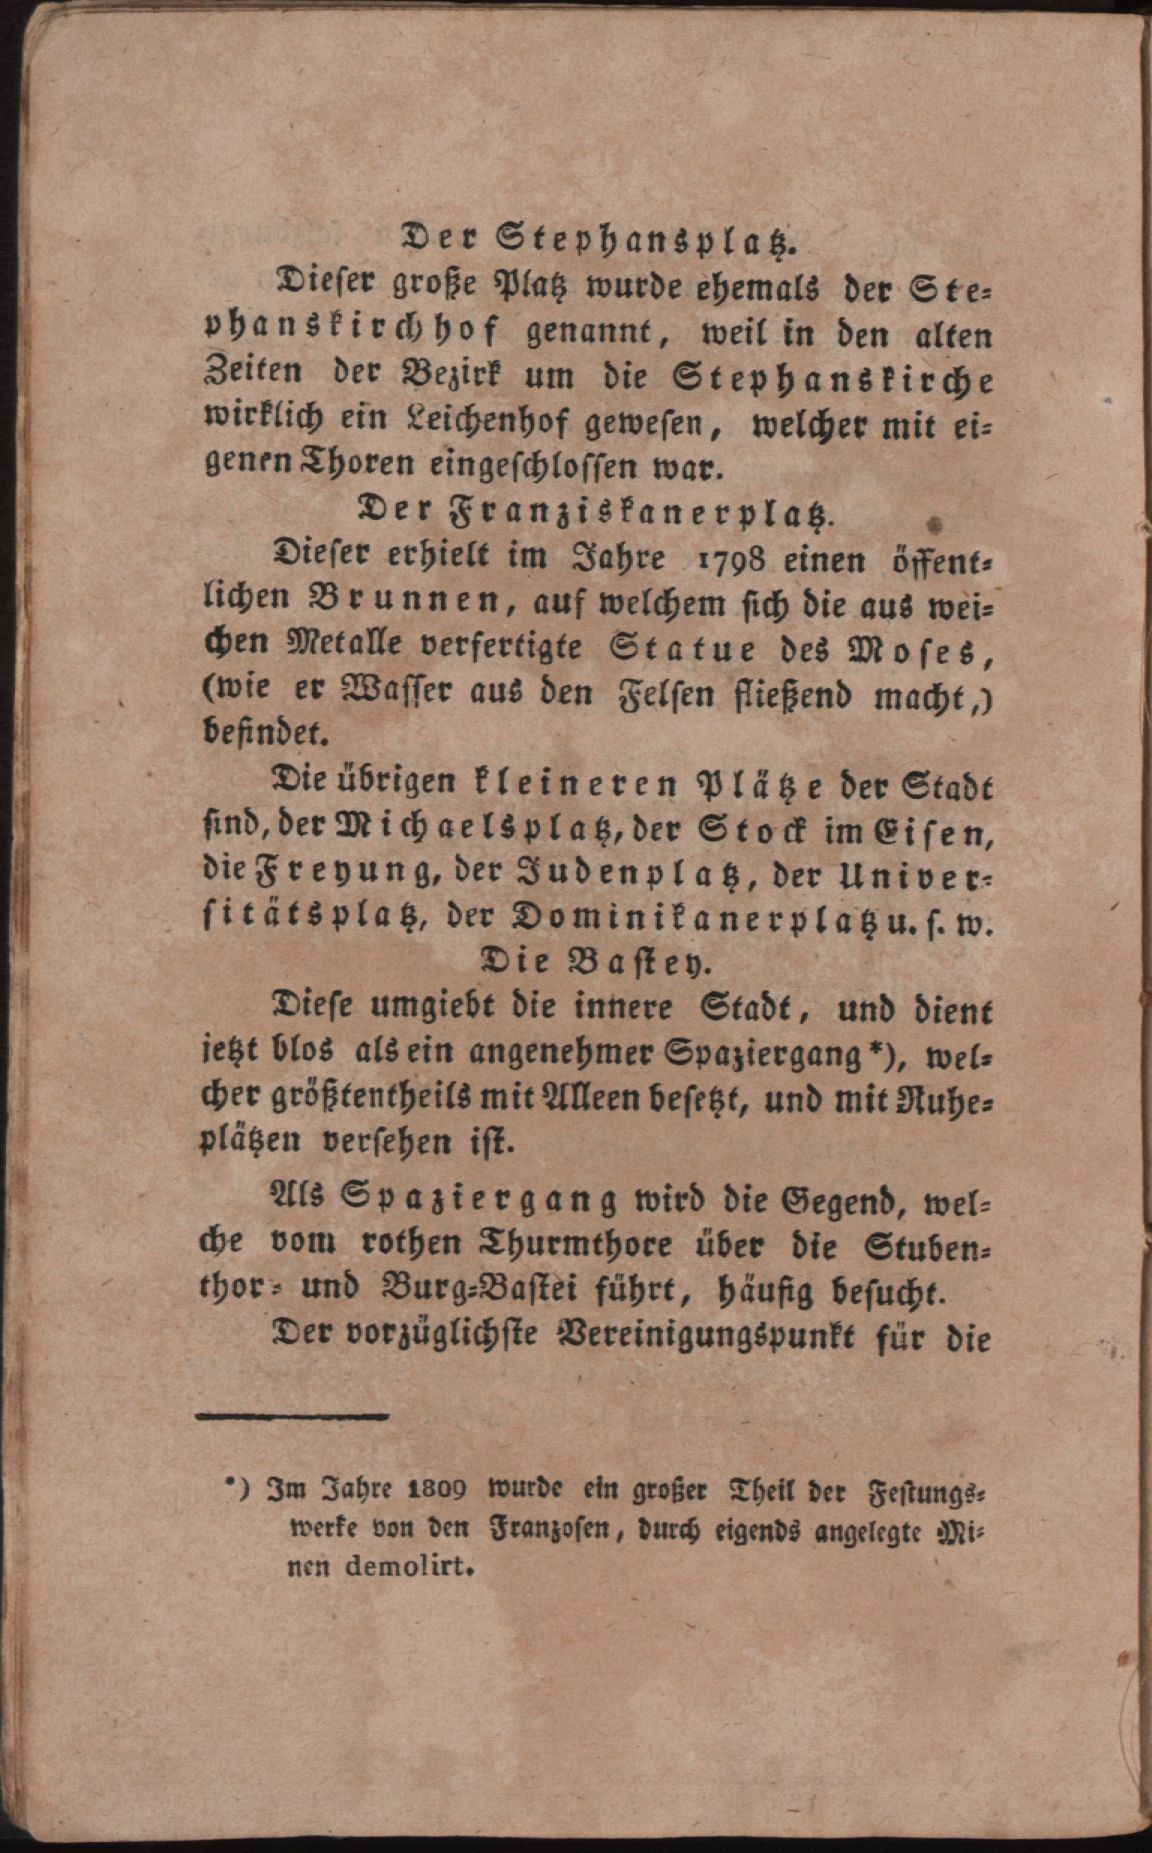 Der Stephansplatz.
Dieser große Platz wurde ehemals der Ste-
phanskirchhof genannt, weil in den alten
Zeiten der Bezirk um die Stephanskirche
wirklich ein Leichenhof gewesen, welcher mit ei-
genen Thoren eingeschlossen war.
Der Franziskanerplatz.
Dieser erhielt im Jahre 1798 einen öffent-
lichen Brunnen, auf welchem sich die aus wei-
chen Metalle verfertigte Statue des Moses,
(wie er Wasser aus den Felsen fließend macht,)
befindet.
Die übrigen kleineren Plätze der Stadt
sind, der Michaelsplatz, der Stock im Eisen,
die Freyung, der Judenplatz, der Univer-
sitätsplatz, der Dominikanerplatz u. s. w.
Die Bastey.
Diese umgiebt die innere Stadt, und dient
jetzt blos als ein angenehmer Spaziergang *), wel-
cher größtentheils mit Alleen besetzt, und mit Ruhe-
plätzen versehen ist.
Als Spaziergang wird die Gegend, wel-
che vom rothen Thurmthore über die Stuben-
thor- und Burg-Bastei führt, häufig besucht.
Der vorzüglichste Vereinigungspunkt für die
*) Im Jahre 1809 wurde ein großer Theil der Festungs-
werke von den Franzosen, durch eigends angelegte Mi-
nen demolirt.